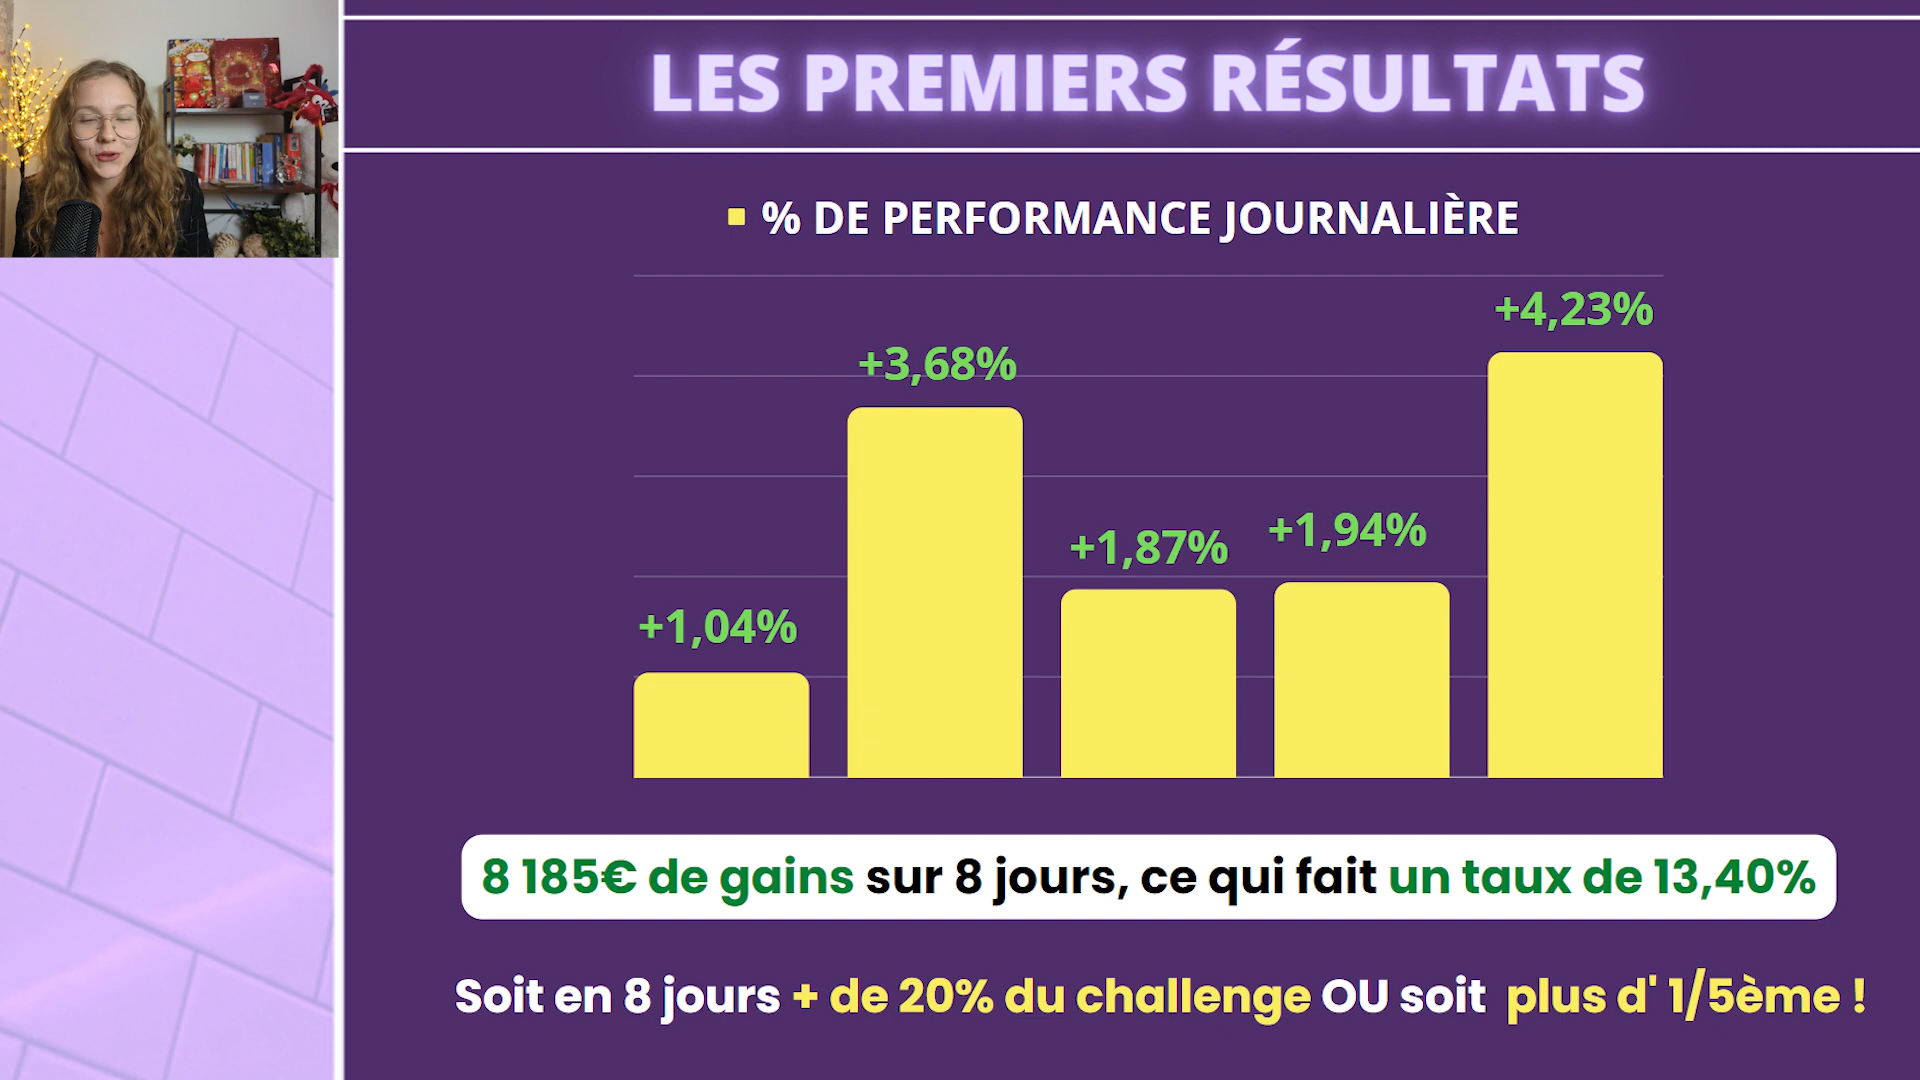 LES PREMIERS RÉSULTATS
% DE PERFORMANCE JOURNALIÈRE
+1,04%
+3,68%
+1,87%
+1,94%
+4,23%
8 185€ de gains sur 8 jours, ce qui fait un taux de 13,40%
Soit en 8 jours + de 20% du challenge OU soit plus d' 1/5ème !